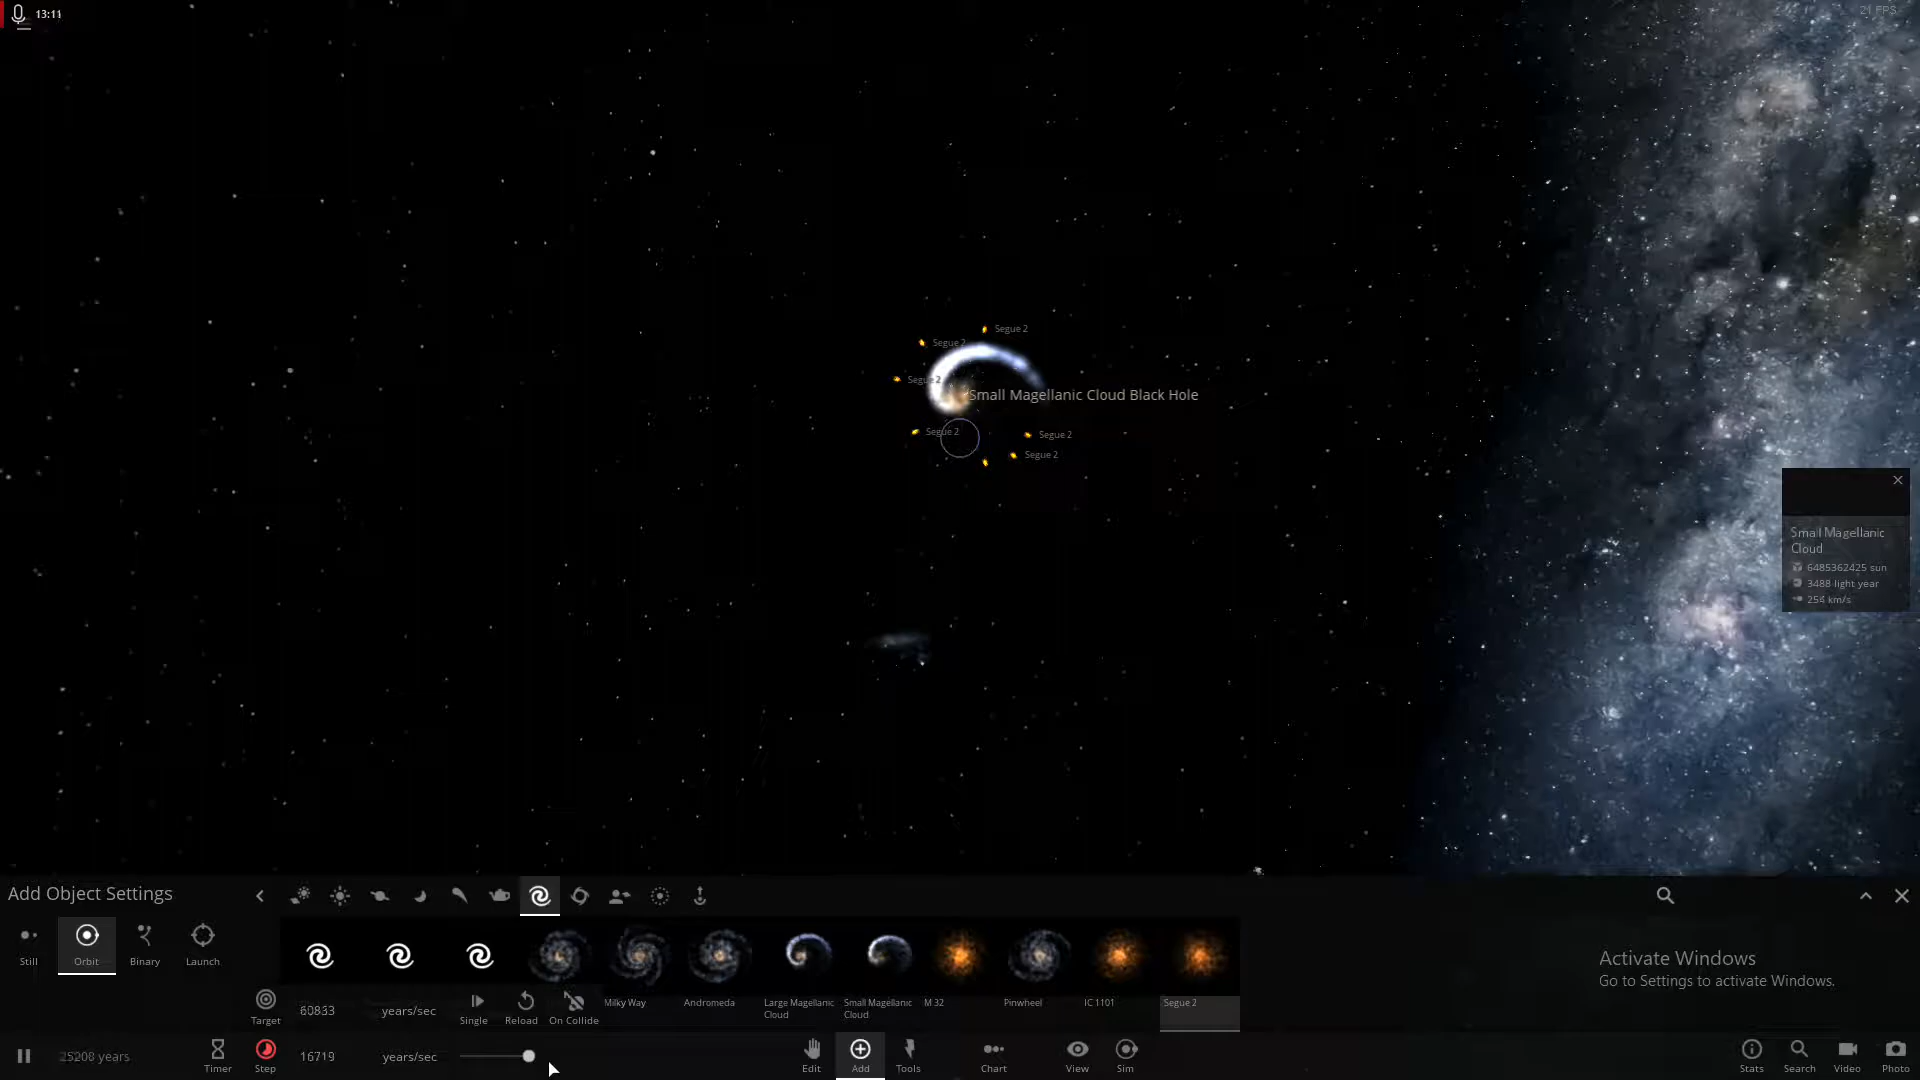 13:11
21 FPS
Segue 2
Segue 2
Segue 2
Small Magellanic Cloud Black Hole
Segue 2
Segue 2
Segue 2
Small Magellanic
Cloud
6485362425 sun
3488 light year
km/s
Add Object Settings
Still
Orbit
Binary
Launch
Milky Way
Andromeda
Large Magellanic
Cloud
Small Magellanic
Cloud
M 32
Pinwheel
IC 1101
Segue 2
Activate Windows
Go to Settings to activate Windows.
Target
60833
years/sec
Single
Reload
On Collide
years
Timer
Step
16719
years/sec
Edit
Add
Tools
Chart
View
Sim
Stats
Search
Video
Photo